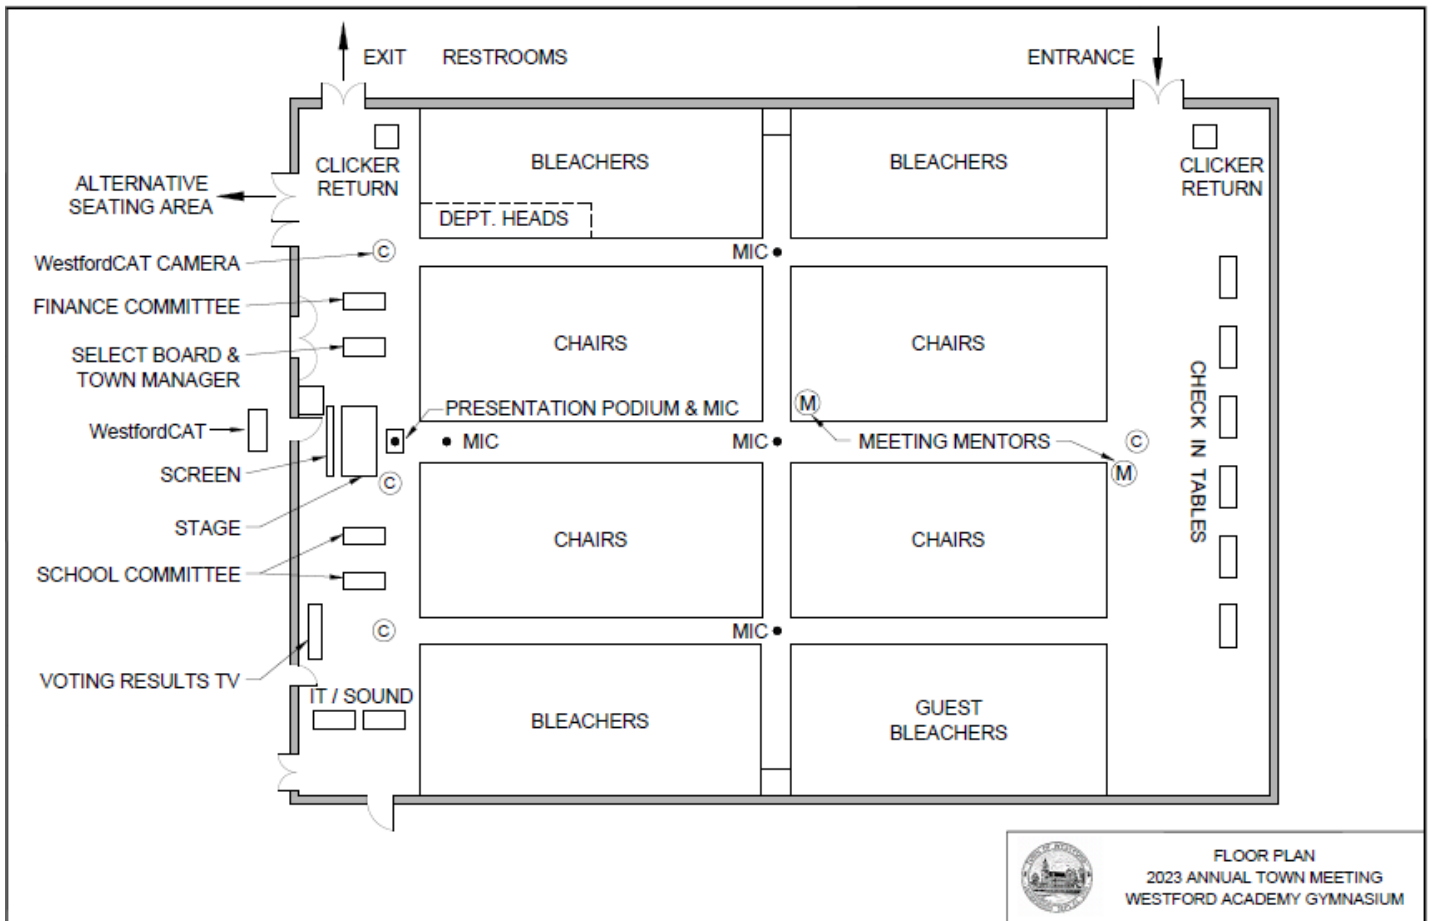 EXIT
RESTROOMS
ENTRANCE
CLICKER
RETURN
BLEACHERS
BLEACHERS
CLICKER
RETURN
ALTERNATIVE
SEATING AREA
DEPT. HEADS
WestfordCAT CAMERA
C
MIC
FINANCE COMMITTEE
SELECT BOARD &
TOWN MANAGER
CHAIRS
CHAIRS
CHECK IN TABLES
WestfordCAT
PRESENTATION PODIUM & MIC
M
MIC
MIC
MEETING MENTORS
C
M
SCREEN
C
STAGE
CHAIRS
CHAIRS
SCHOOL COMMITTEE
C
MIC
VOTING RESULTS TV
IT / SOUND
BLEACHERS
GUEST
BLEACHERS
FLOOR PLAN
2023 ANNUAL TOWN MEETING
WESTFORD ACADEMY GYMNASIUM